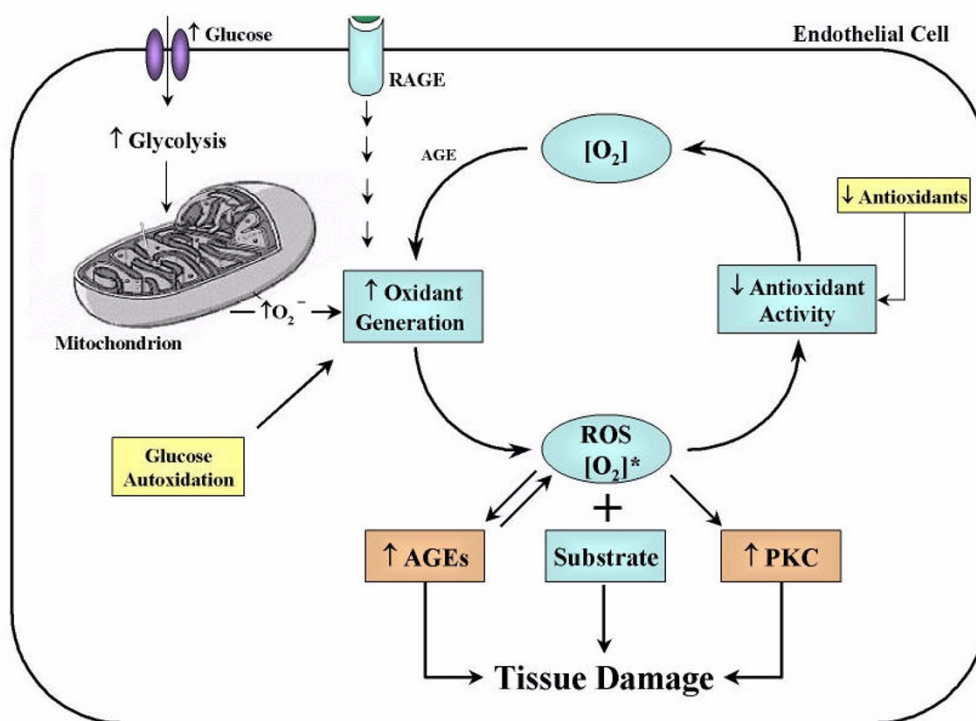 ↑ Glucose
Endothelial Cell
RAGE
↑ Glycolysis
AGE
[O₂]
↓ Antioxidants
↑ Oxidant
Generation
↓ Antioxidant
Activity
↑O₂⁻
Mitochondrion
Glucose
Autoxidation
ROS
[O₂]*
+
↑ AGEs
Substrate
↑ PKC
Tissue Damage